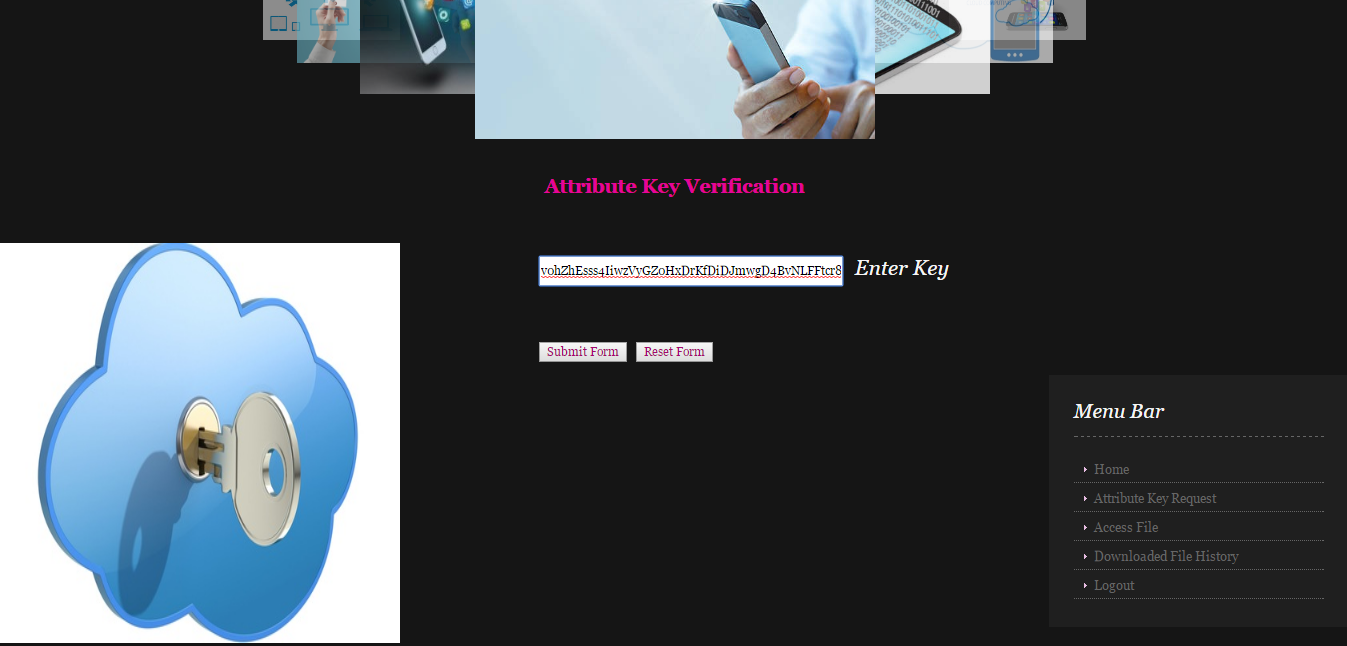 Attribute Key Verification
vohZhEsss4IiwzVyGZoHxDrKfDiDJmwgD4BvNLFFtcr8 Enter Key
Submit Form Reset Form
Menu Bar
Home
Attribute Key Request
Access File
Downloaded File History
Logout